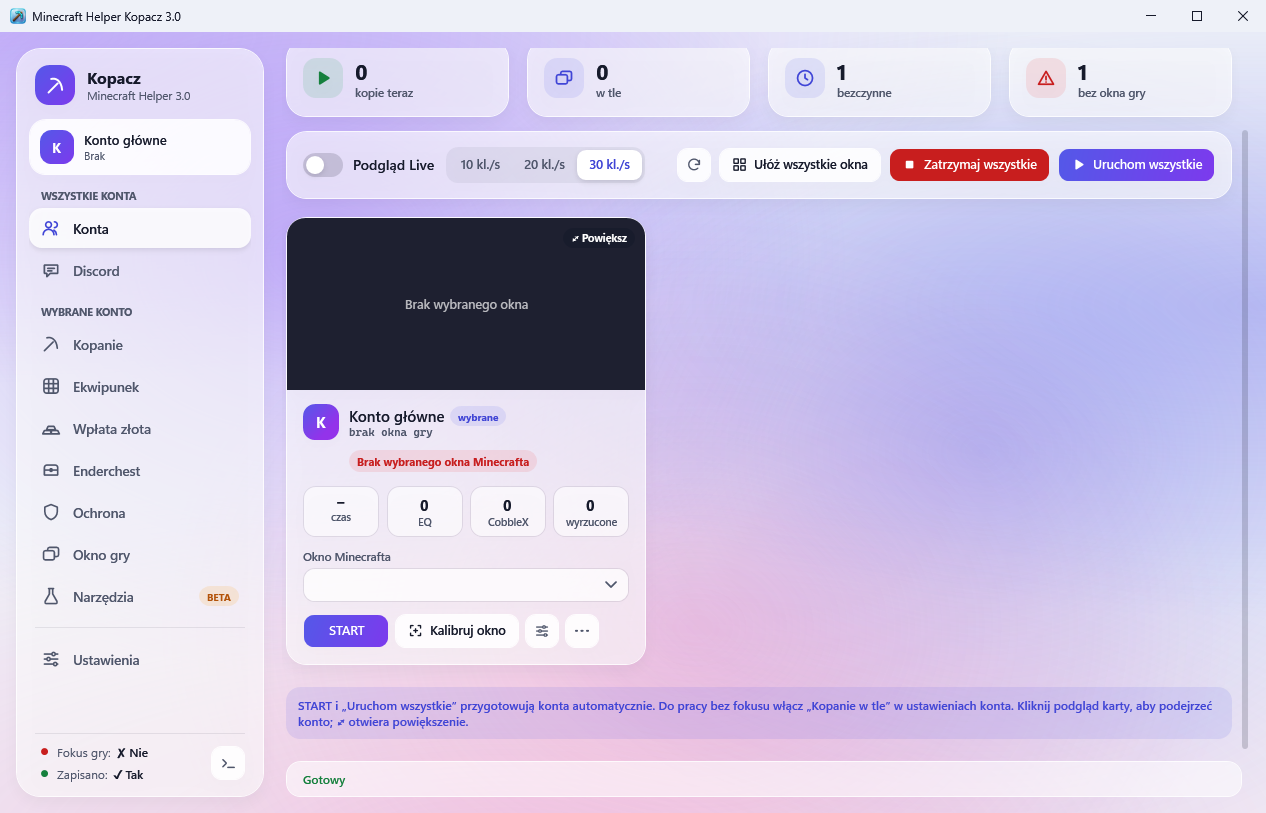 Minecraft Helper Kopacz 3.0
Kopacz
Minecraft Helper 3.0
K
Konto główne
Brak
WSZYSTKIE KONTA
Konta
Discord
WYBRANE KONTO
Kopanie
Ekwipunek
Wpłata złota
Enderchest
Ochrona
Okno gry
Narzędzia BETA
Ustawienia
Fokus gry: ✗ Nie
Zapisano: ✓ Tak
0
kopie teraz
0
w tle
1
bezczynne
1
bez okna gry
Podgląd Live 10 kl./s 20 kl./s 30 kl./s Ułóż wszystkie okna Zatrzymaj wszystkie Uruchom wszystkie
Powiększ
Brak wybranego okna
K
Konto główne wybrane
brak okna gry
Brak wybranego okna Minecrafta
– 0 0 0
czas EQ CobbleX wyrzucone
Okno Minecrafta
START Kalibruj okno
START i „Uruchom wszystkie” przygotowują konta automatycznie. Do pracy bez fokusu włącz „Kopanie w tle” w ustawieniach konta. Kliknij podgląd karty, aby podejrzeć
konto; ⤢ otwiera powiększenie.
Gotowy